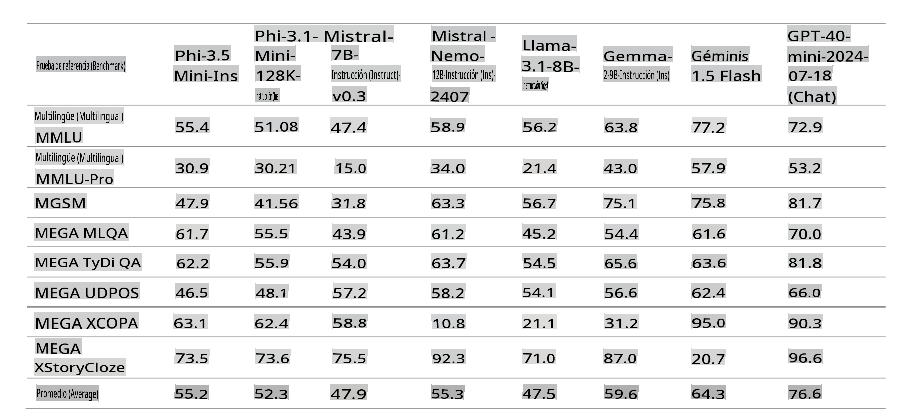 Prueba de referencia (Benchmark) Phi-3.5 Mini-Ins Phi-3.1-Mini-128K- Mistral-7B-Instrucción (Instruct)-v0.3 Mistral -Nemo-12B-Instrucción (Ins)-2407 Llama-3.1-8B- Gemma-2-9B-Instrucción (Ins) Géminis 1.5 Flash GPT-40-mini-2024-07-18 (Chat)
Multilingüe (Multilingual) MMLU 55.4 51.08 47.4 58.9 56.2 63.8 77.2 72.9
Multilingüe (Multilingual) MMLU-Pro 30.9 30.21 15.0 34.0 21.4 43.0 57.9 53.2
MGSM 47.9 41.56 31.8 63.3 56.7 75.1 75.8 81.7
MEGA MLQA 61.7 55.5 43.9 61.2 45.2 54.4 61.6 70.0
MEGA TyDi QA 62.2 55.9 54.0 63.7 54.5 65.6 63.6 81.8
MEGA UDPOS 46.5 48.1 57.2 58.2 54.1 56.6 62.4 66.0
MEGA XCOPA 63.1 62.4 58.8 10.8 21.1 31.2 95.0 90.3
MEGA XStoryCloze 73.5 73.6 75.5 92.3 71.0 87.0 20.7 96.6
Promedio (Average) 55.2 52.3 47.9 55.3 47.5 59.6 64.3 76.6